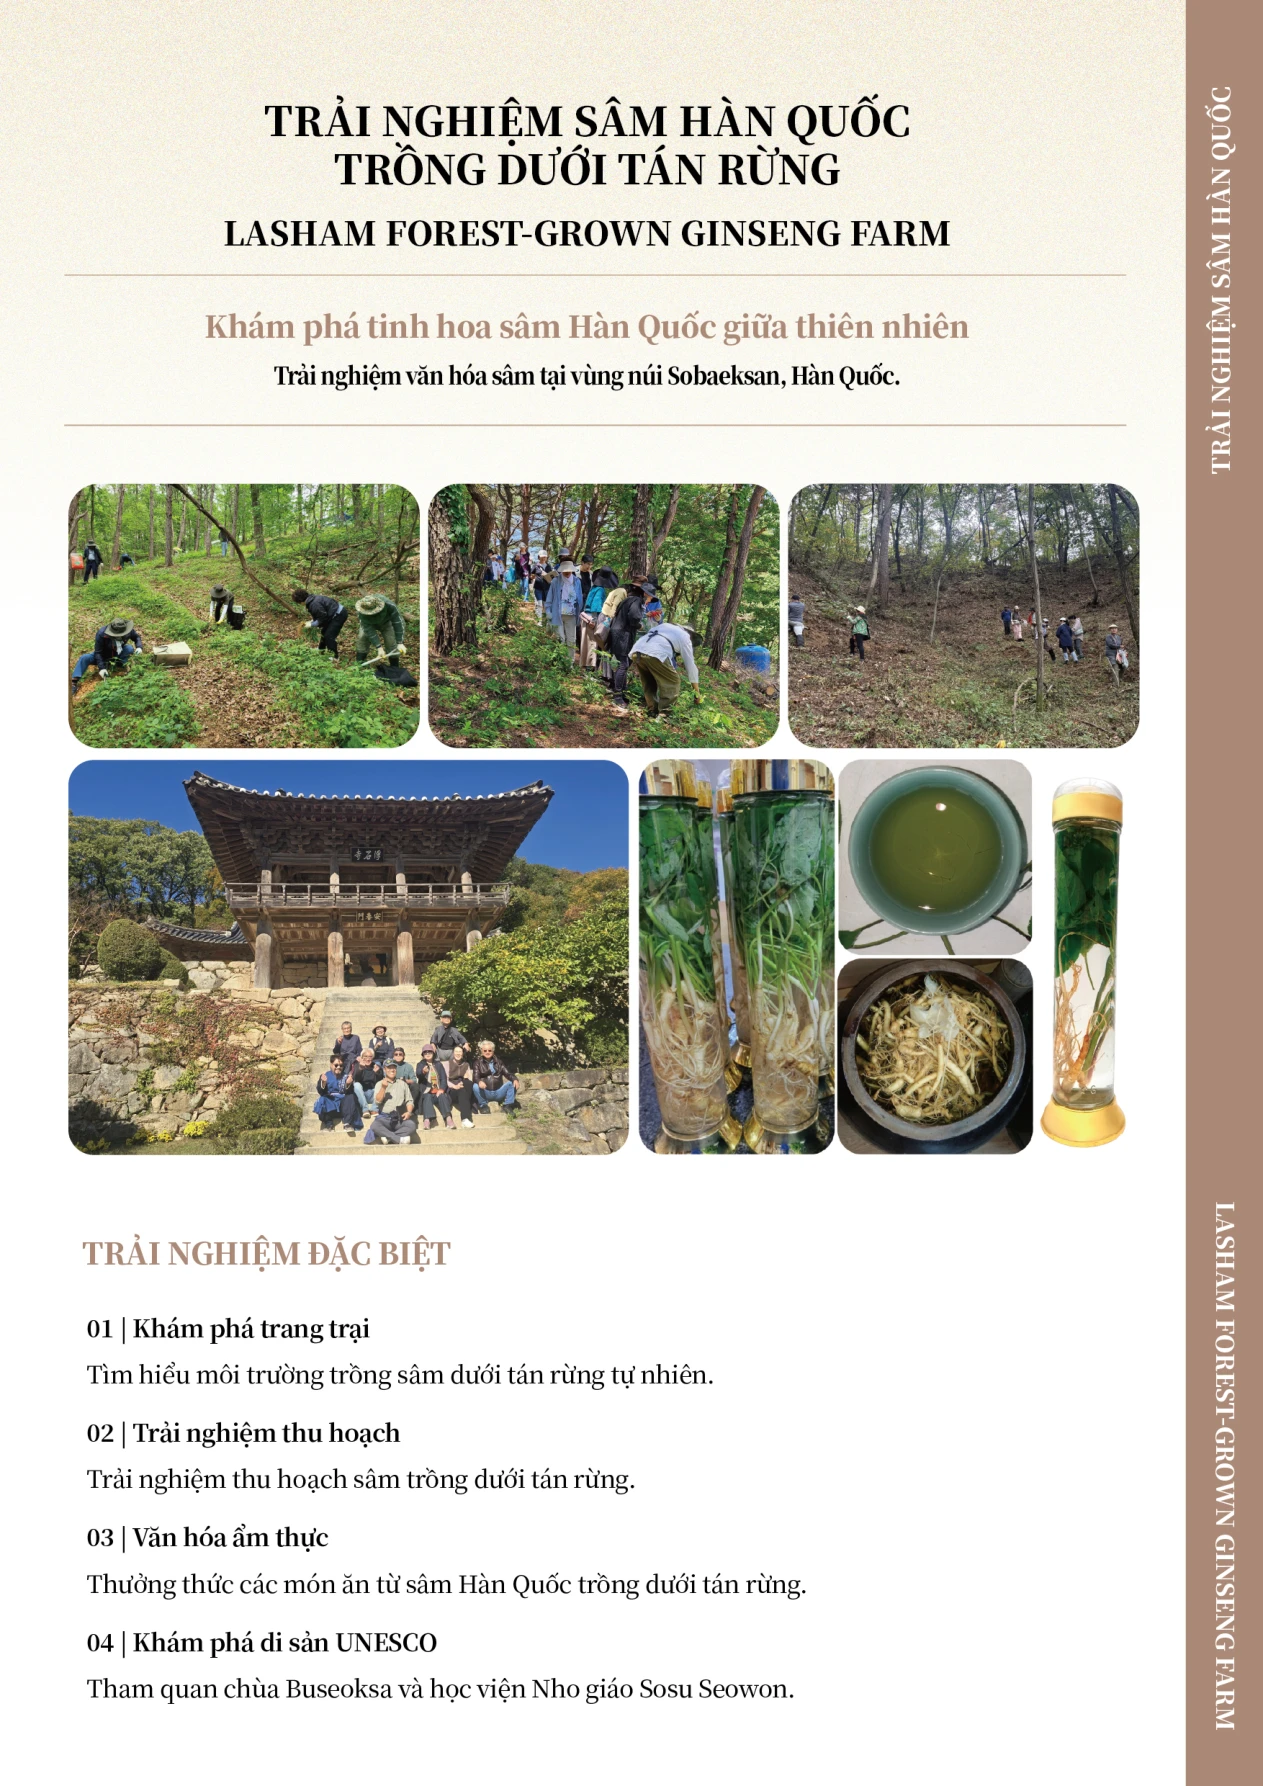 TRẢI NGHIỆM SÂM HÀN QUỐC
TRỒNG DƯỚI TÁN RỪNG
LASHAM FOREST-GROWN GINSENG FARM
Khám phá tinh hoa sâm Hàn Quốc giữa thiên nhiên
Trải nghiệm văn hóa sâm tại vùng núi Sobaeksan, Hàn Quốc.
寺石浮
門養安
TRẢI NGHIỆM ĐẶC BIỆT
01 | Khám phá trang trại
Tìm hiểu môi trường trồng sâm dưới tán rừng tự nhiên.
02 | Trải nghiệm thu hoạch
Trải nghiệm thu hoạch sâm trồng dưới tán rừng.
03 | Văn hóa ẩm thực
Thưởng thức các món ăn từ sâm Hàn Quốc trồng dưới tán rừng.
04 | Khám phá di sản UNESCO
Tham quan chùa Buseoksa và học viện Nho giáo Sosu Seowon.
TRẢI NGHIỆM SÂM HÀN QUỐC
LASHAM FOREST-GROWN GINSENG FARM